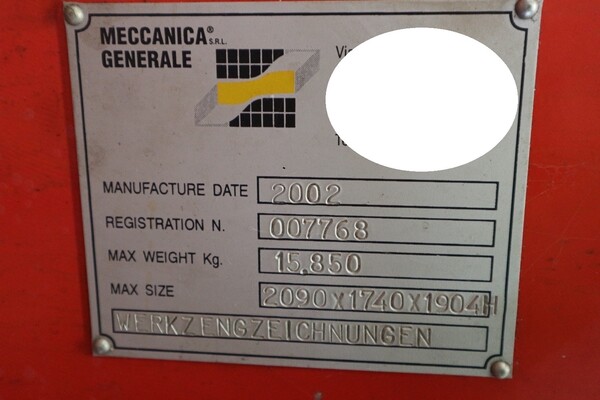 MECCANICA®
S.R.L.
GENERALE
MANUFACTURE DATE 2002
REGISTRATION N. 007768
MAX WEIGHT Kg. 15.850
MAX SIZE 2090x1740x1904H
WERKZENGZEICHNUNGEN